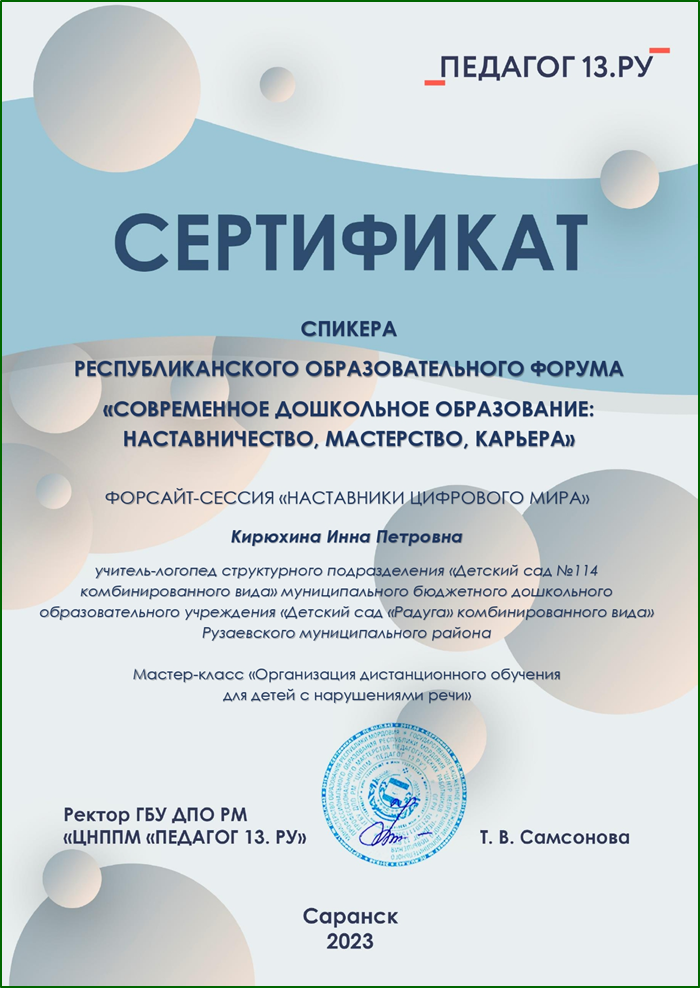 ПЕДАГОГ 13.РУ
СЕРТИФИКАТ
СПИКЕРА
РЕСПУБЛИКАНСКОГО ОБРАЗОВАТЕЛЬНОГО ФОРУМА
«СОВРЕМЕННОЕ ДОШКОЛЬНОЕ ОБРАЗОВАНИЕ:
НАСТАВНИЧЕСТВО, МАСТЕРСТВО, КАРЬЕРА»
ФОРСАЙТ-СЕССИЯ «НАСТАВНИКИ ЦИФРОВОГО МИРА»
Кирюхина Инна Петровна
учитель-логопед структурного подразделения «Детский сад №114
комбинированного вида» муниципального бюджетного дошкольного
образовательного учреждения «Детский сад «Радуга» комбинированного вида»
Рузаевского муниципального района
Мастер-класс «Организация дистанционного обучения
для детей с нарушениями речи»
Ректор ГБУ ДПО РМ
«ЦНППМ «ПЕДАГОГ 13. РУ»
Т. В. Самсонова
Саранск
2023